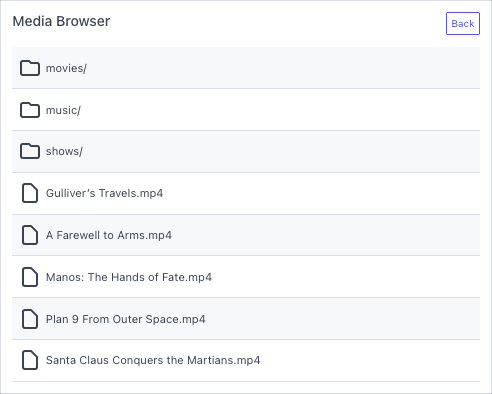 Media Browser
Back
movies/
music/
shows/
Gulliver’s Travels.mp4
A Farewell to Arms.mp4
Manos: The Hands of Fate.mp4
Plan 9 From Outer Space.mp4
Santa Claus Conquers the Martians.mp4